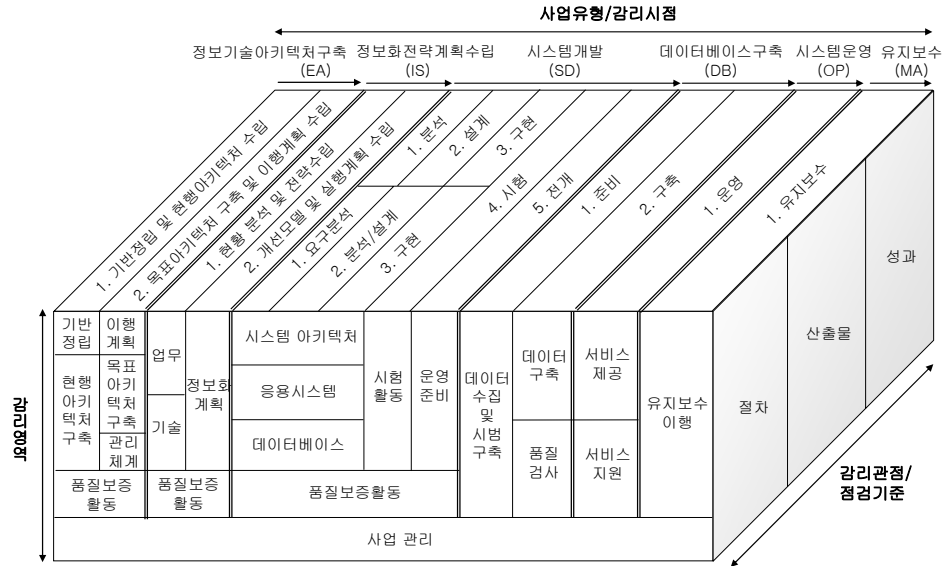 사업유형/감리시점
정보기술아키텍처구축
(EA)
정보화전략계획수립
(IS)
시스템개발
(SD)
데이터베이스구축
(DB)
시스템운영
(OP)
유지보수
(MA)
1. 기반정립 및 현행아키텍처 수립
2. 목표아키텍처 구축 및 이행계획 수립
1. 현황 분석 및 전략수립
2. 개선모델 및 실행계획 수립
1. 분석
2. 설계
3. 구현
1. 요구분석
2. 분석/설계
3. 구현
4. 시험
5. 전개
1. 준비
2. 구축
1. 운영
1. 유지보수
감리영역
기반
정립
이행
계획
현행
아키
텍처
구축
목표
아키
텍처
구축
관리
체계
업무
기술
정보화
계획
시스템 아키텍처
응용시스템
데이터베이스
시험
활동
운영
준비
데이터
수집
및
시범
구축
데이터
구축
품질
검사
서비스
제공
서비스
지원
유지보수
이행
품질보증
활동
품질보증
활동
품질보증활동
사업 관리
절차
산출물
성과
감리관점/
점검기준